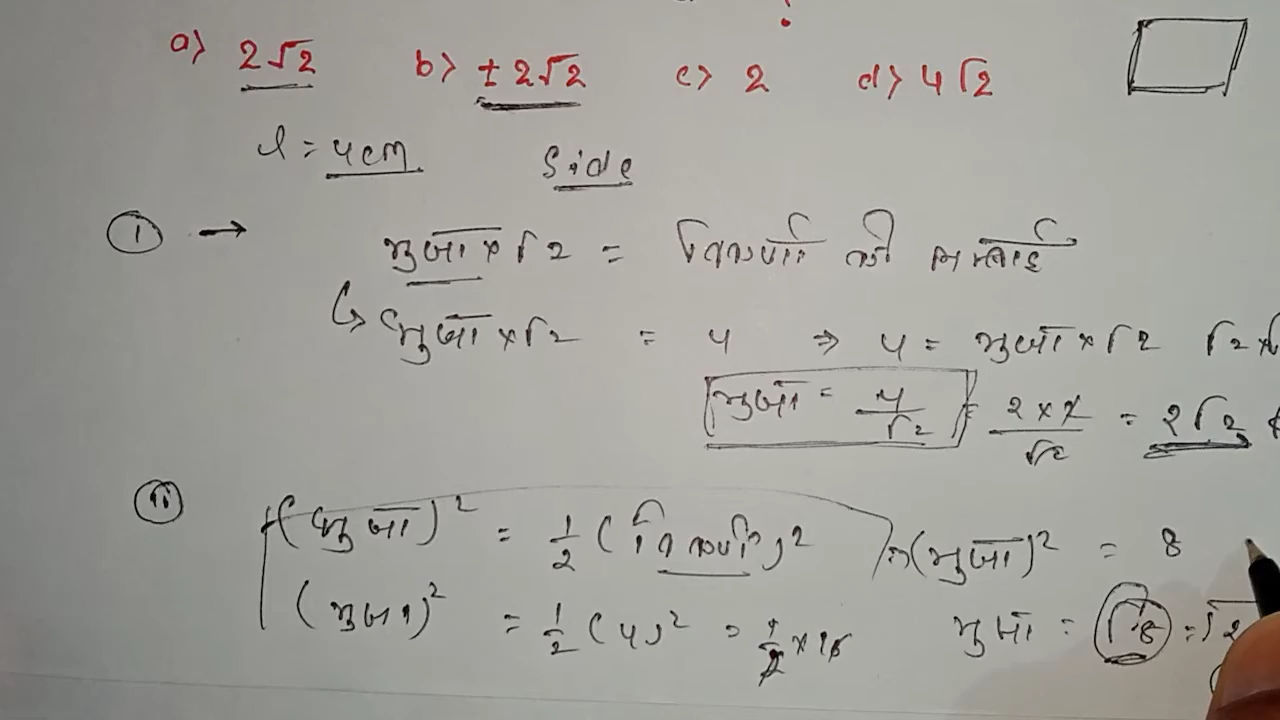 ?
a) 2√2 b) ± 2√2 c) 2 d) 4√2
l = 4cm Side
① → भुजा × √2 = विकर्ण की लम्बाई
↳ भुजा × √2 = 4 ⇒ 4 = भुजा × √2 √2 ×
भुजा = 4/√2 = 2 × 2/√2 = 2√2
ⅱ (भुजा)² = 1/2 (विकर्ण)² (भुजा)² = 8
(भुजा)² = 1/2 (4)² = 1/2 × 16 भुजा = √8 = √2